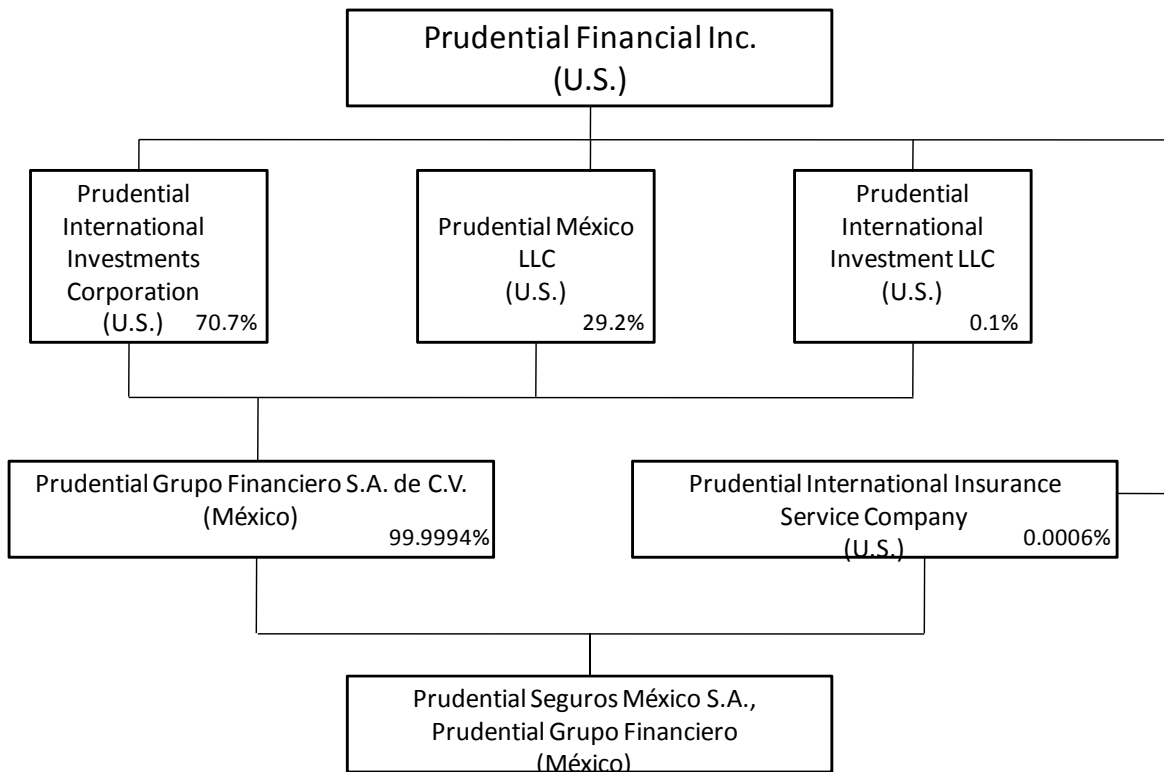 Prudential Financial Inc.
(U.S.)
Prudential
International
Investments
Corporation
(U.S.) 70.7%
Prudential México
LLC
(U.S.)
29.2%
Prudential
International
Investment LLC
(U.S.)
0.1%
Prudential Grupo Financiero S.A. de C.V.
(México)
99.9994%
Prudential International Insurance
Service Company
(U.S.) 0.0006%
Prudential Seguros México S.A.,
Prudential Grupo Financiero
(México)